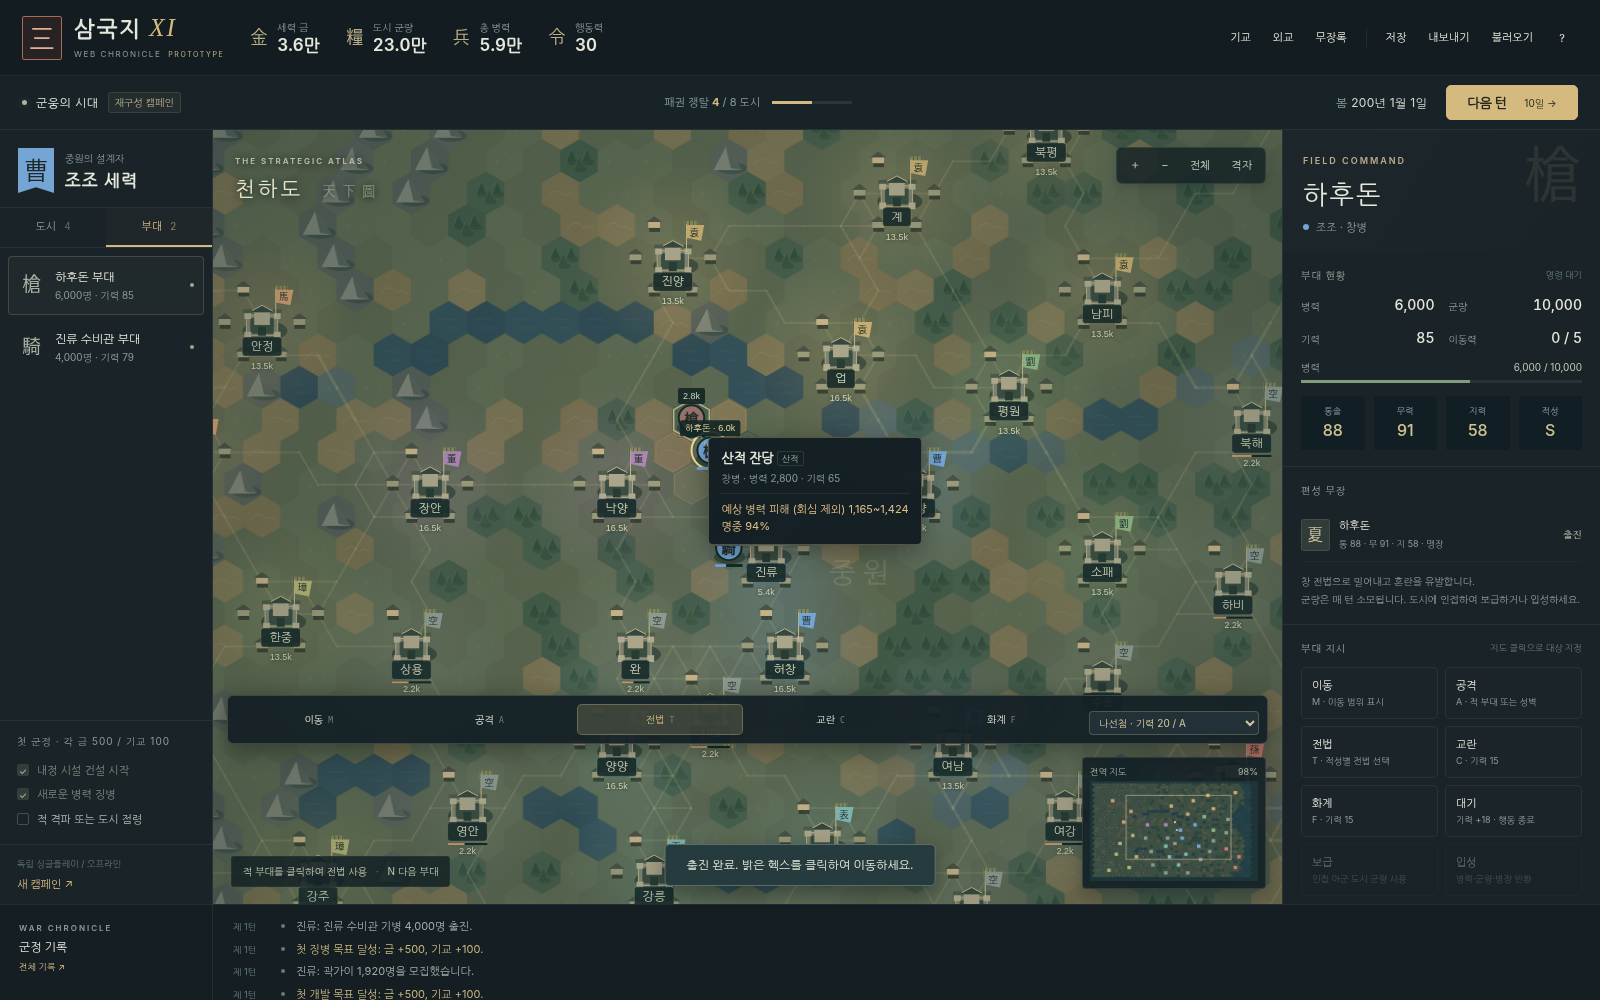 三 삼국지 XI
WEB CHRONICLE PROTOTYPE
金 세력 금 3.6만
糧 도시 군량 23.0만
兵 총 병력 5.9만
令 행동력 30
기교 외교 무장록 저장 내보내기 불러오기 ?
군웅의 시대 재구성 캠페인
패권 쟁탈 4 / 8 도시
봄 200년 1월 1일
다음 턴 10일 →
曹 중원의 설계자
조조 세력
도시 4 부대 2
槍 하후돈 부대
6,000명 · 기력 85
騎 진류 수비관 부대
4,000명 · 기력 79
첫 군정 · 각 금 500 / 기교 100
내정 시설 건설 시작
새로운 병력 징병
적 격파 또는 도시 점령
독립 싱글플레이 / 오프라인
새 캠페인 ↗
WAR CHRONICLE
군정 기록
전체 기록 ↗
THE STRATEGIC ATLAS
천하도 天下圖
+ − 전체 격자
북평
13.5k
袁
계
13.5k
袁
진양
13.5k
袁
남피
13.5k
馬
안정
13.5k
袁
업
16.5k
劉
평원
13.5k
空
북해
2.2k
2.8k
하후돈 · 6.0k
董
장안
16.5k
董
낙양
16.5k
曹
산적 잔당 산적
창병 · 병력 2,800 · 기력 65
예상 병력 피해 (회심 제외) 1,165~1,424
명중 94%
騎
진류
5.4k
중원
劉
소패
13.5k
空
하비
2.2k
璋
한중
13.5k
空
상용
2.2k
空
완
2.2k
曹
허창
16.5k
空
空
이동 M
공격 A
전법 T
교란 C
화계 F
나선첨 · 기력 20 / A
2.2k
양양
16.5k
여남
13.5k
孫
空
영안
2.2k
表
여강
2.2k
璋
강주
강릉
空
전역 지도 98%
적 부대를 클릭하여 전법 사용 · N 다음 부대
출진 완료. 밝은 헥스를 클릭하여 이동하세요.
제 1턴 진류: 진류 수비관 기병 4,000명 출진.
제 1턴 첫 징병 목표 달성: 금 +500, 기교 +100.
제 1턴 진류: 곽가이 1,920명을 모집했습니다.
제 1턴 첫 개발 목표 달성: 금 +500, 기교 +100.
FIELD COMMAND
하후돈 槍
조조 · 창병
부대 현황 명령 대기
병력 6,000 군량 10,000
기력 85 이동력 0 / 5
병력 6,000 / 10,000
통솔 무력 지력 적성
88 91 58 S
편성 무장
夏 하후돈 출진
통 88 · 무 91 · 지 58 · 명장
창 전법으로 밀어내고 혼란을 유발합니다.
군량은 매 턴 소모됩니다. 도시에 인접하여 보급하거나 입성하세요.
부대 지시 지도 클릭으로 대상 지정
이동
M · 이동 범위 표시
공격
A · 적 부대 또는 성벽
전법
T · 적성별 전법 선택
교란
C · 기력 15
화계
F · 기력 15
대기
기력 +18 · 행동 종료
보급
인접 아군 도시 군량 사용
입성
병력·군량·병장 반환